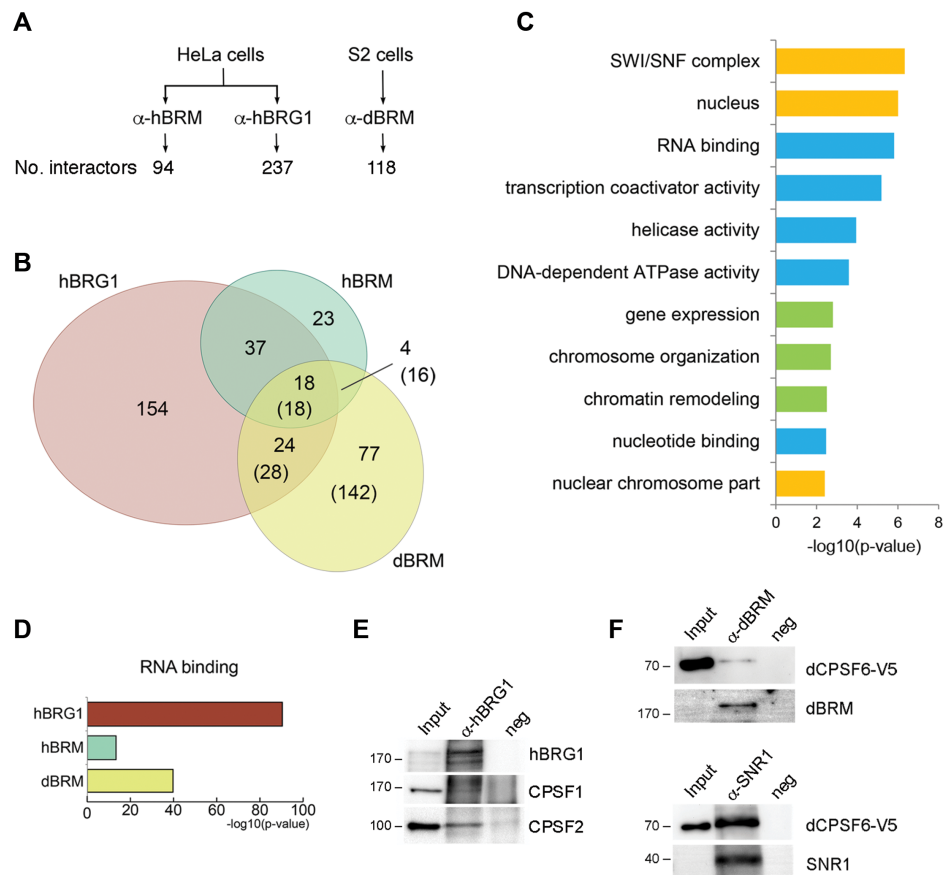 A
HeLa cells
S2 cells
α-hBRM
α-hBRG1
α-dBRM
No. interactors
94
237
118
B
hBRG1
hBRM
23
37
4
(16)
18
(18)
154
24
(28)
77
(142)
dBRM
C
SWI/SNF complex
nucleus
RNA binding
transcription coactivator activity
helicase activity
DNA-dependent ATPase activity
gene expression
chromosome organization
chromatin remodeling
nucleotide binding
nuclear chromosome part
0 2 4 6 8
-log10(p-value)
D
RNA binding
hBRG1
hBRM
dBRM
0 20 40 60 80 100
-log10(p-value)
E
Input
α-hBRG1
neg
170
hBRG1
170
CPSF1
100
CPSF2
F
Input
α-dBRM
neg
70
dCPSF6-V5
170
dBRM
Input
α-SNR1
neg
70
dCPSF6-V5
40
SNR1